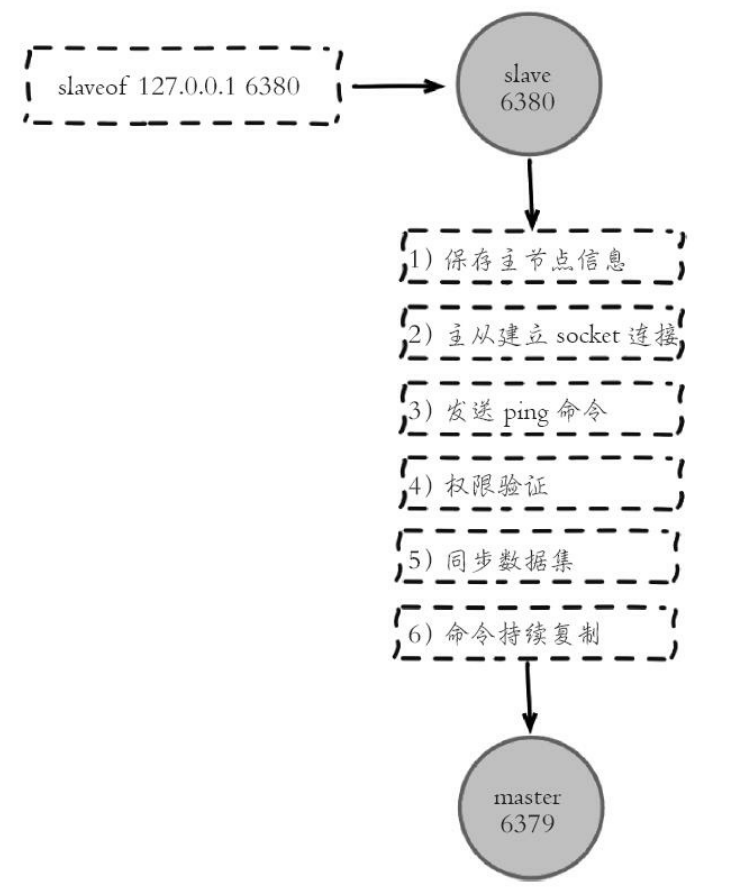 slaveof 127.0.0.1 6380
slave
6380
1) 保存主节点信息
2) 主从建立 socket 连接
3) 发送 ping 命令
4) 权限验证
5) 同步数据集
6) 命令持续复制
master
6379